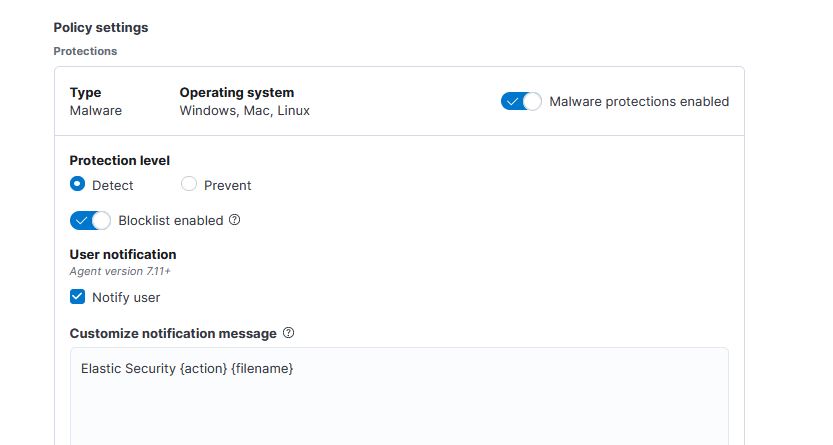 Policy settings
Protections
Type
Malware
Operating system
Windows, Mac, Linux
Malware protections enabled
Protection level
Detect
Prevent
Blocklist enabled
User notification
Agent version 7.11+
Notify user
Customize notification message
Elastic Security {action} {filename}